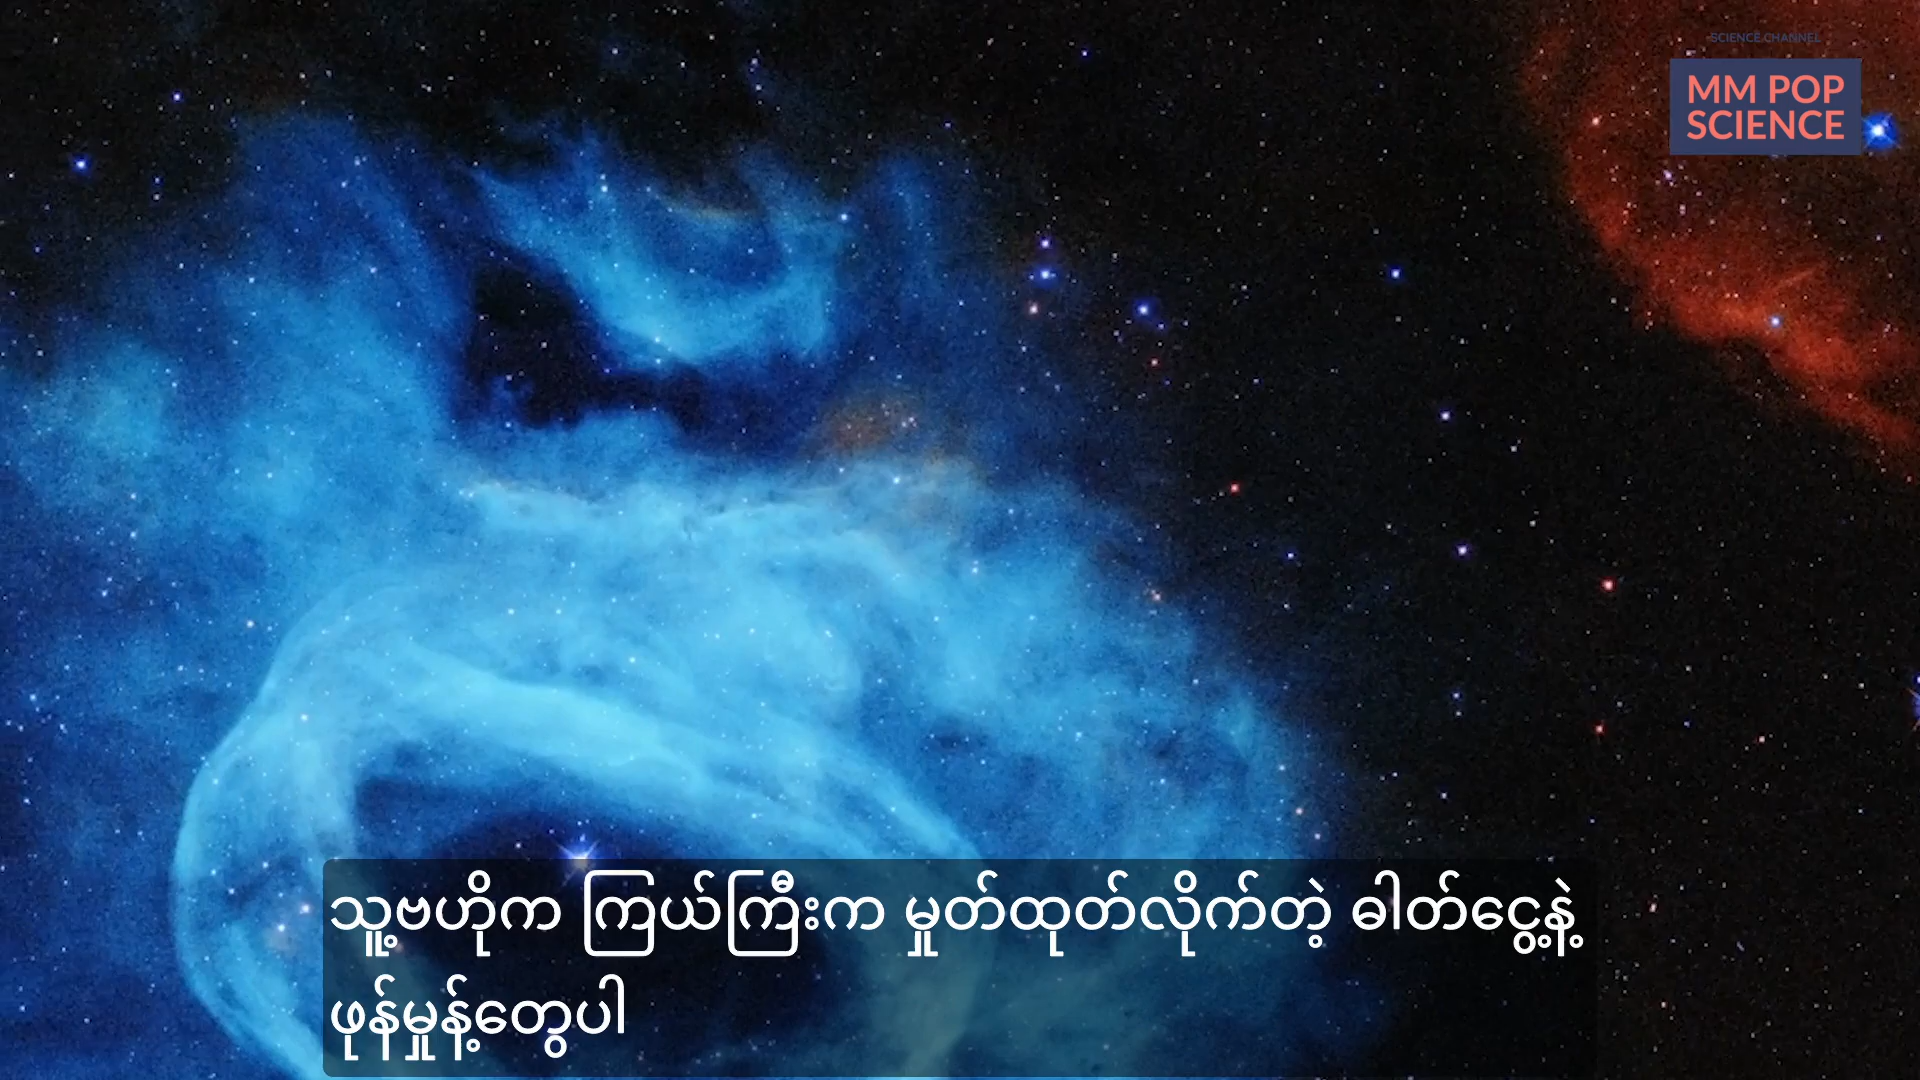 SCIENCE CHANNEL
MM POP
SCIENCE
သူ့ဗဟိုက ကြယ်ကြီးက မှုတ်ထုတ်လိုက်တဲ့ ဓါတ်ငွေ့နဲ့
ဖုန်မှုန့်တွေပါ